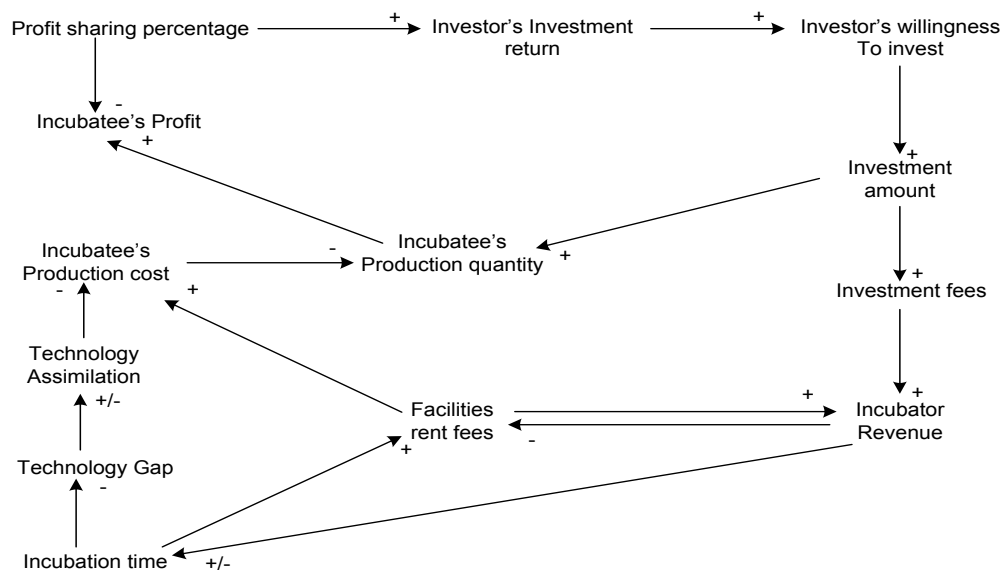 Profit sharing percentage
+
Investor's Investment
return
+
Investor's willingness
To invest
-
Incubatee's Profit
+
+
Investment
amount
Incubatee's
Production cost
-
Incubatee's
Production quantity
+
-
+
+
Investment fees
Technology
Assimilation
+/-
Facilities
rent fees
+
+
-
+
Incubator
Revenue
Technology Gap
-
Incubation time
+/-